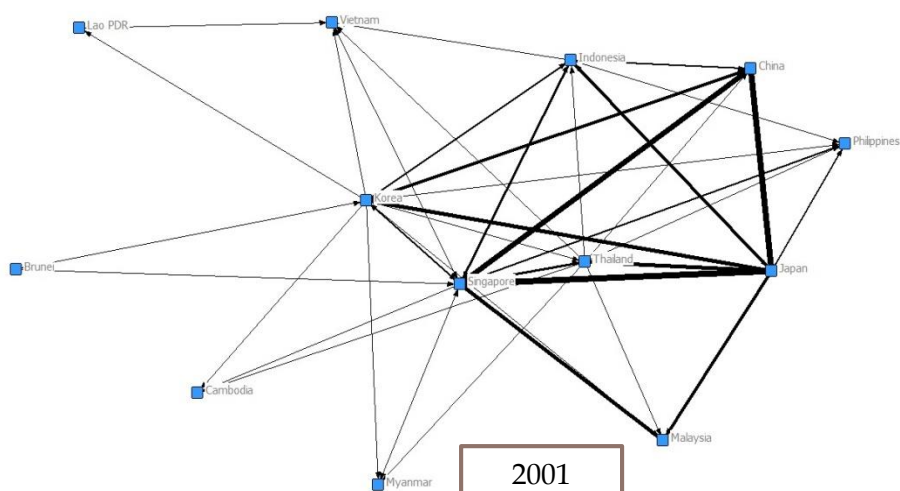 Lao PDR
Vietnam
Indonesia
China
Philippines
Korea
Brunei
Thailand
Japan
Singapore
Cambodia
Malaysia
Myanmar
2001